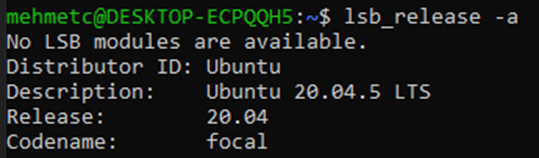 mehmetc@DESKTOP-ECPQQH5:~$ lsb_release -a
No LSB modules are available.
Distributor ID: Ubuntu
Description:    Ubuntu 20.04.5 LTS
Release:        20.04
Codename:       focal